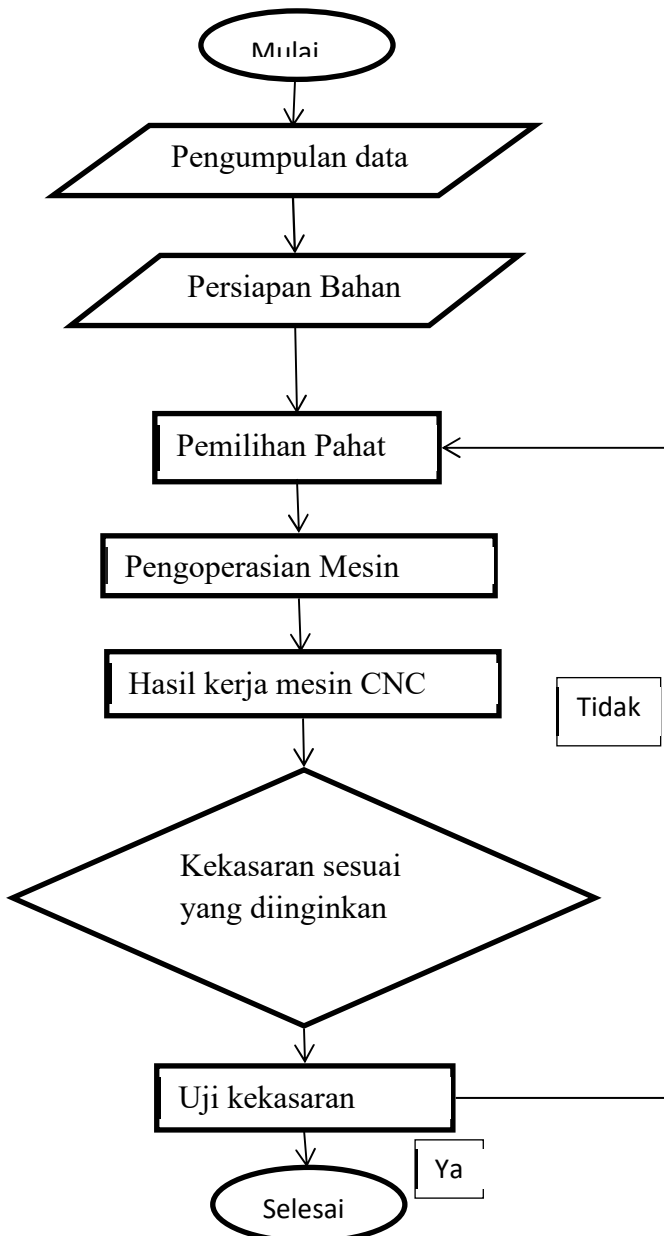 Mulai
Pengumpulan data
Persiapan Bahan
Pemilihan Pahat
Pengoperasian Mesin
Hasil kerja mesin CNC
Tidak
Kekasaran sesuai
yang diinginkan
Uji kekasaran
Ya
Selesai